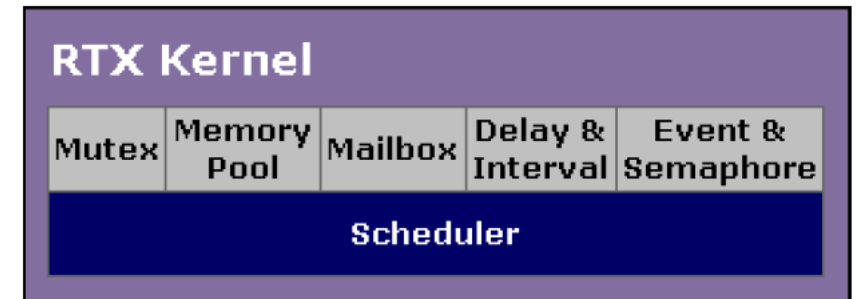 RTX Kernel
Mutex
Memory
Pool
Mailbox
Delay &
Interval
Event &
Semaphore
Scheduler